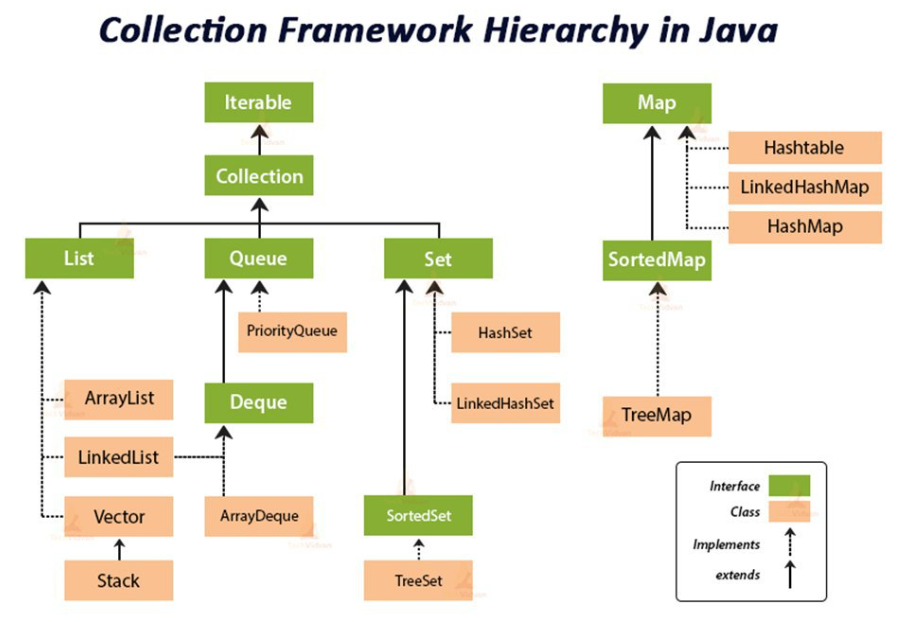 Collection Framework Hierarchy in Java
Iterable
Map
Hashtable
Collection
LinkedHashMap
HashMap
List
Queue
Set
SortedMap
PriorityQueue
HashSet
ArrayList
Deque
LinkedHashSet
TreeMap
LinkedList
Vector
ArrayDeque
SortedSet
Stack
TreeSet
Interface
Class
Implements
extends